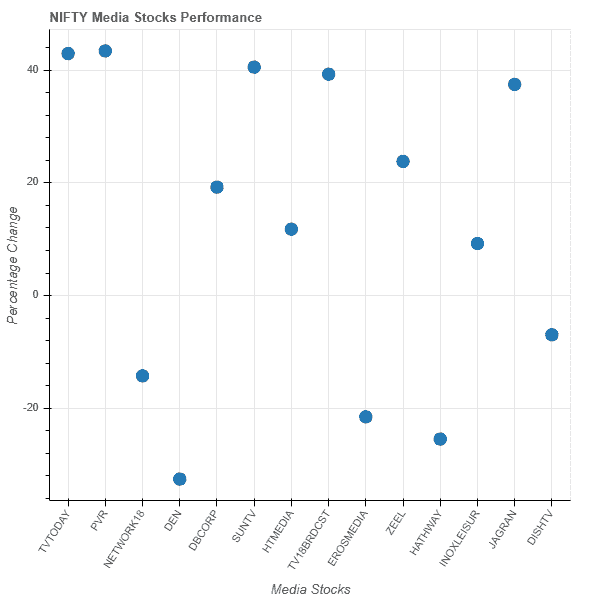 NIFTY Media Stocks Performance
Percentage Change
40
20
0
-20
TVTODAY
PVR
NETWORK18
DEN
DBCORP
SUNTV
HTMEDIA
TV18BRDCST
EROSMEDIA
ZEEL
HATHWAY
INOXLEISUR
JAGRAN
DISHTV
Media Stocks